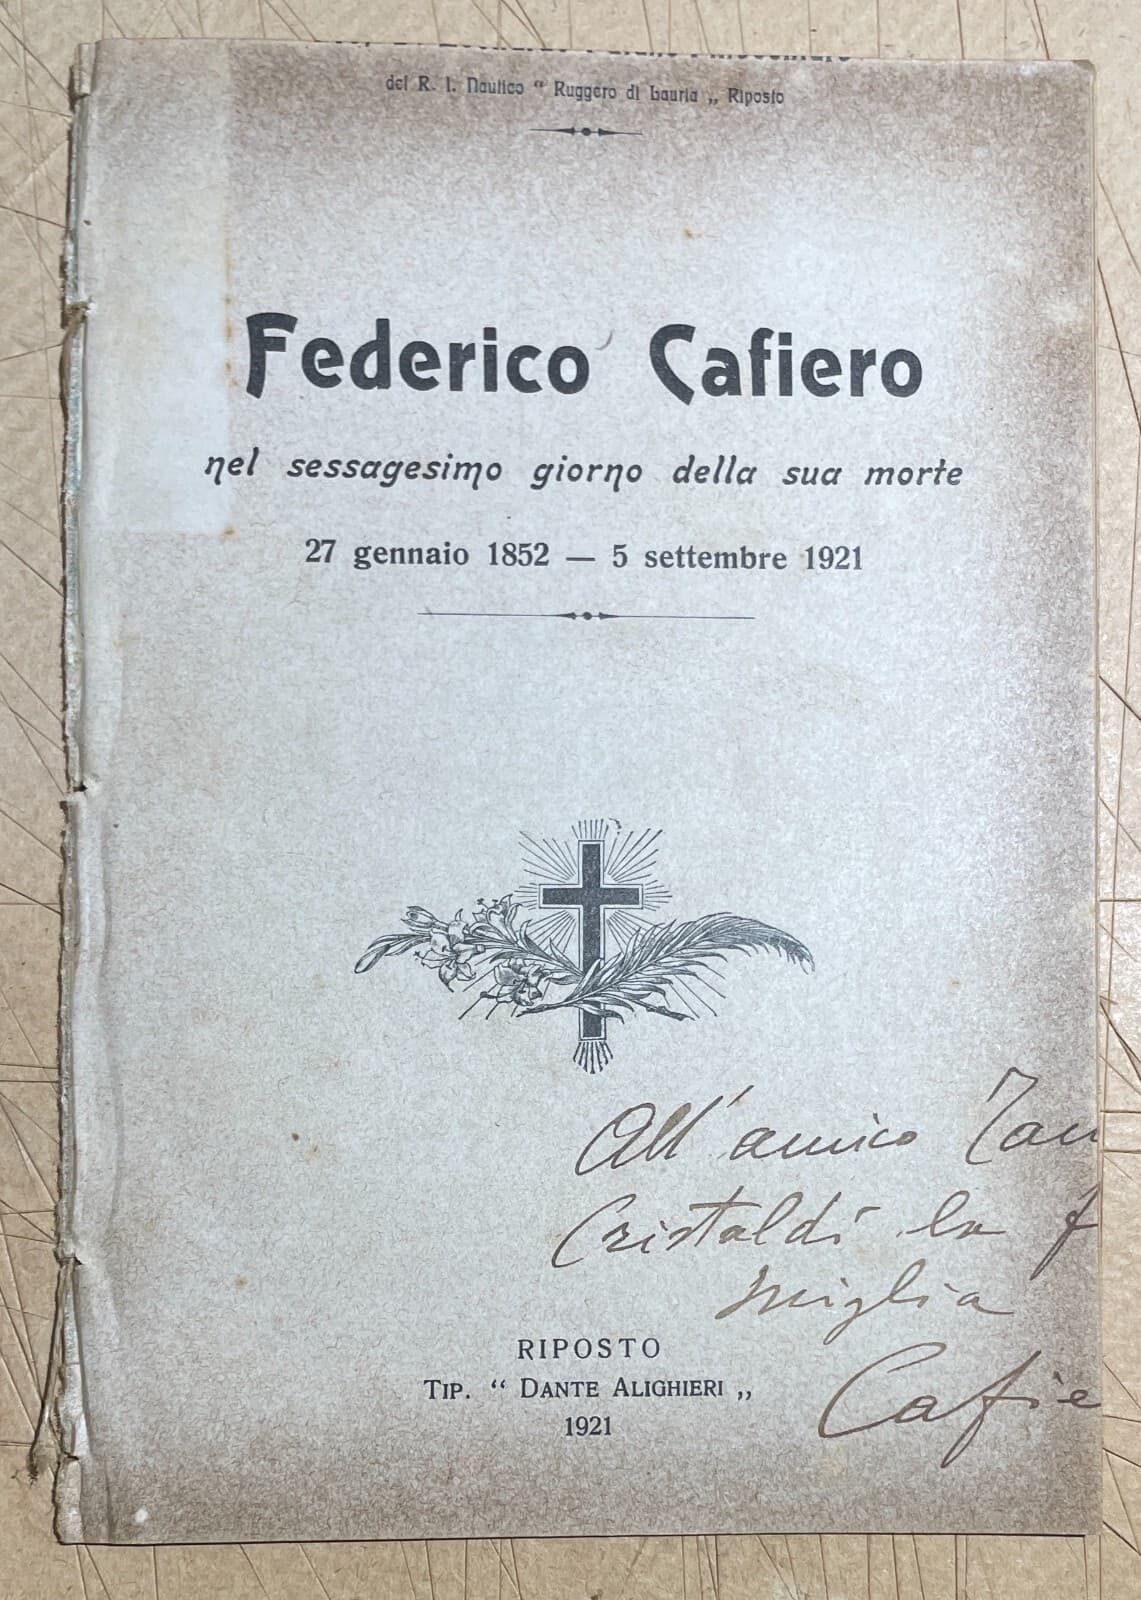 del R. I. Nautico “ Ruggero di Lauria „ Riposto
Federico Cafiero
nel sessagesimo giorno della sua morte
27 gennaio 1852 — 5 settembre 1921
All'amico
Cristaldi la f
miglia
Cafie
RIPOSTO
TIP. “ DANTE ALIGHIERI „
1921